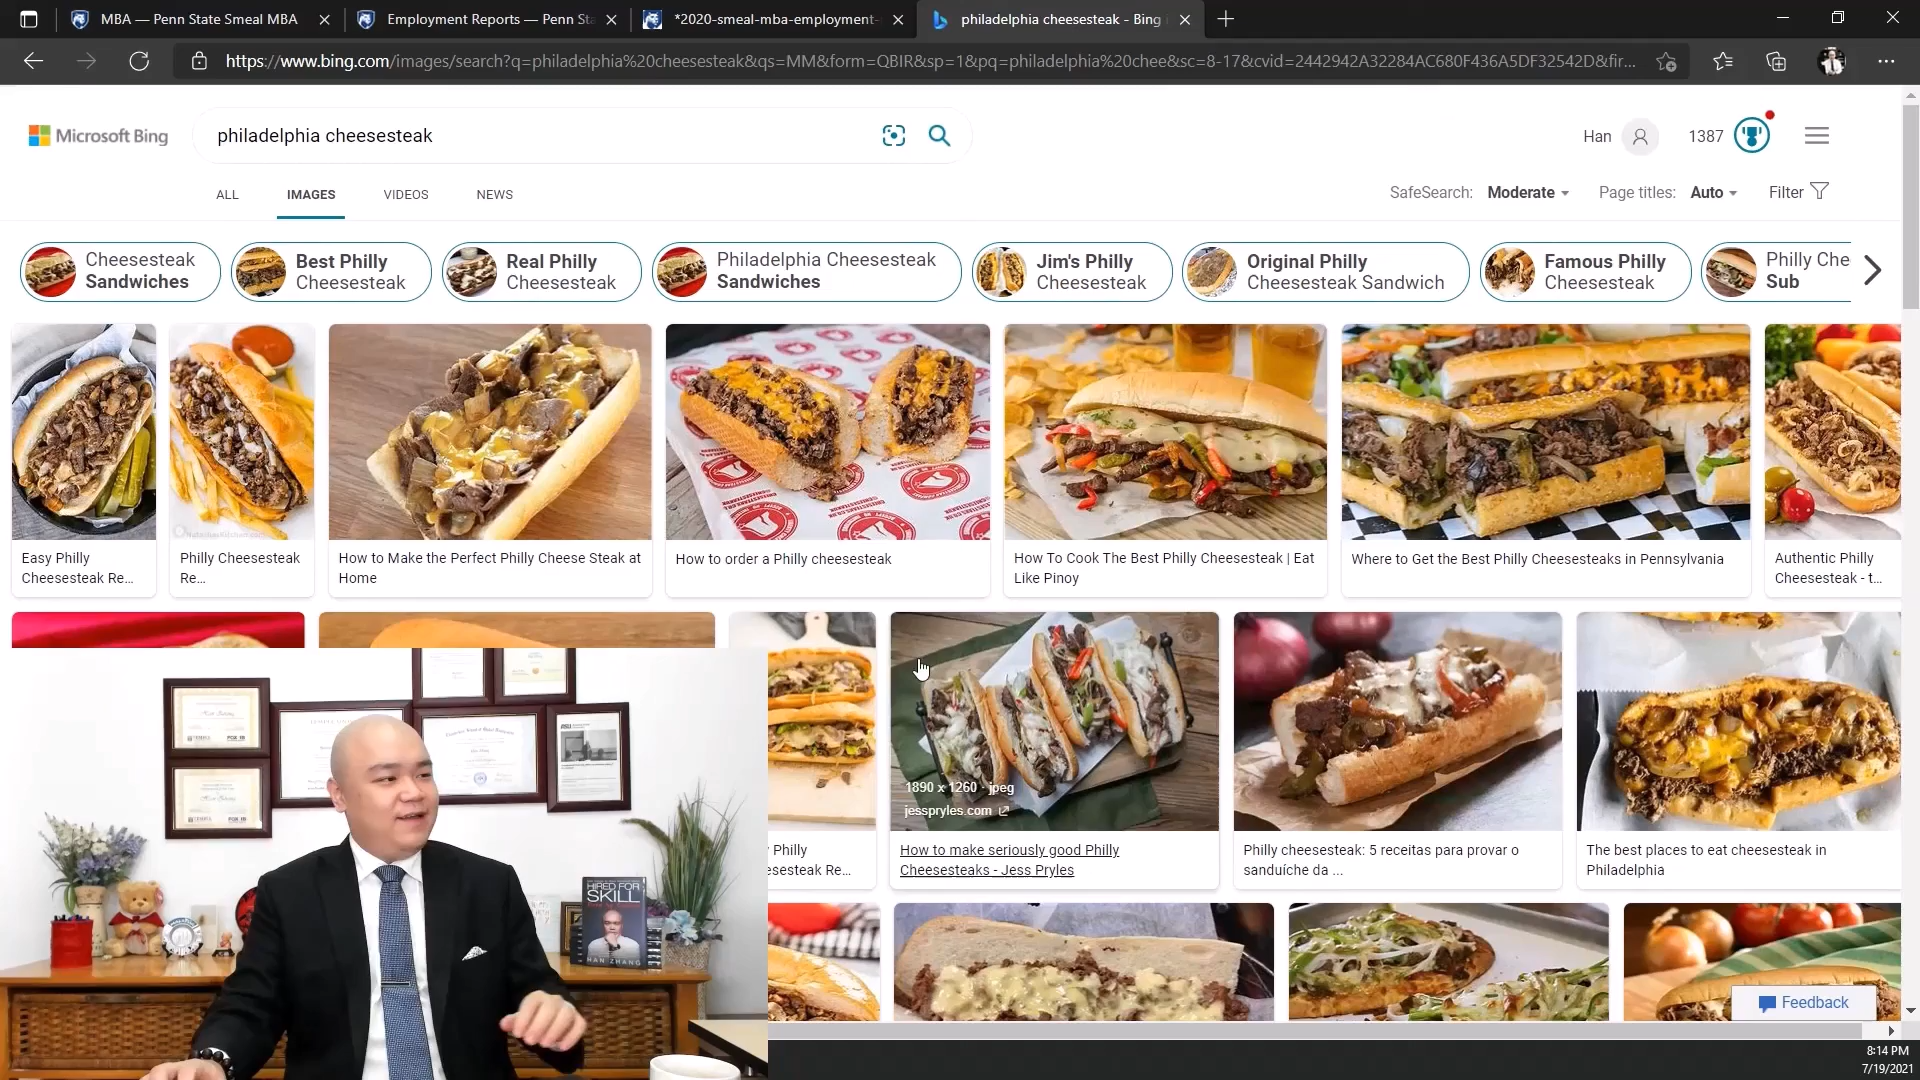 MBA — Penn State Smeal MBA
Employment Reports — Penn Sta
*2020-smeal-mba-employment-
philadelphia cheesesteak - Bing
https://www.bing.com/images/search?q=philadelphia%20cheesesteak&qs=MM&form=QBIR&sp=1&pq=philadelphia%20chee&sc=8-17&cvid=2442942A32284AC680F436A5DF32542D&fir...
Microsoft Bing
philadelphia cheesesteak
Han
1387
ALL
IMAGES
VIDEOS
NEWS
SafeSearch: Moderate
Page titles: Auto
Filter
Cheesesteak
Sandwiches
Best Philly
Cheesesteak
Real Philly
Cheesesteak
Philadelphia Cheesesteak
Sandwiches
Jim's Philly
Cheesesteak
Original Philly
Cheesesteak Sandwich
Famous Philly
Cheesesteak
Philly Che
Sub
Easy Philly
Cheesesteak Re...
Philly Cheesesteak
Re...
How to Make the Perfect Philly Cheese Steak at
Home
How to order a Philly cheesesteak
How To Cook The Best Philly Cheesesteak | Eat
Like Pinoy
Where to Get the Best Philly Cheesesteaks in Pennsylvania
Authentic Philly
Cheesesteak - t...
1890 x 1260 · jpeg
jesspryles.com
Philly
esesteak Re...
How to make seriously good Philly
Cheesesteaks - Jess Pryles
Philly cheesesteak: 5 receitas para provar o
sanduíche da ...
The best places to eat cheesesteak in
Philadelphia
HIRED FOR
SKILL
HAN ZHANG
Feedback
8:14 PM
7/19/2021